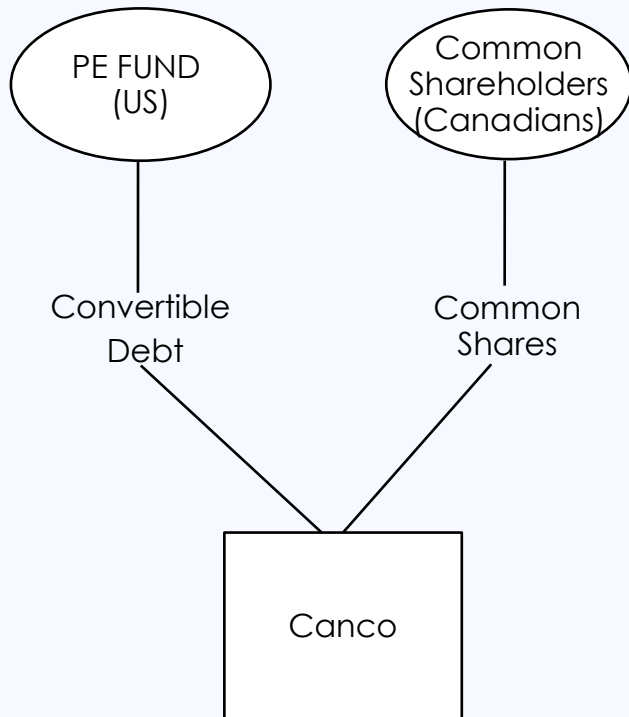 PE FUND
(US)
Common
Shareholders
(Canadians)
Convertible
Debt
Common
Shares
Canco